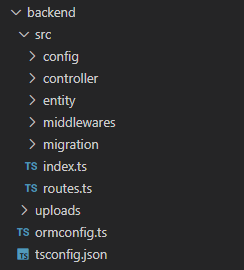 backend
src
config
controller
entity
middlewares
migration
TS index.ts
TS routes.ts
uploads
TS ormconfig.ts
TS tsconfig.json